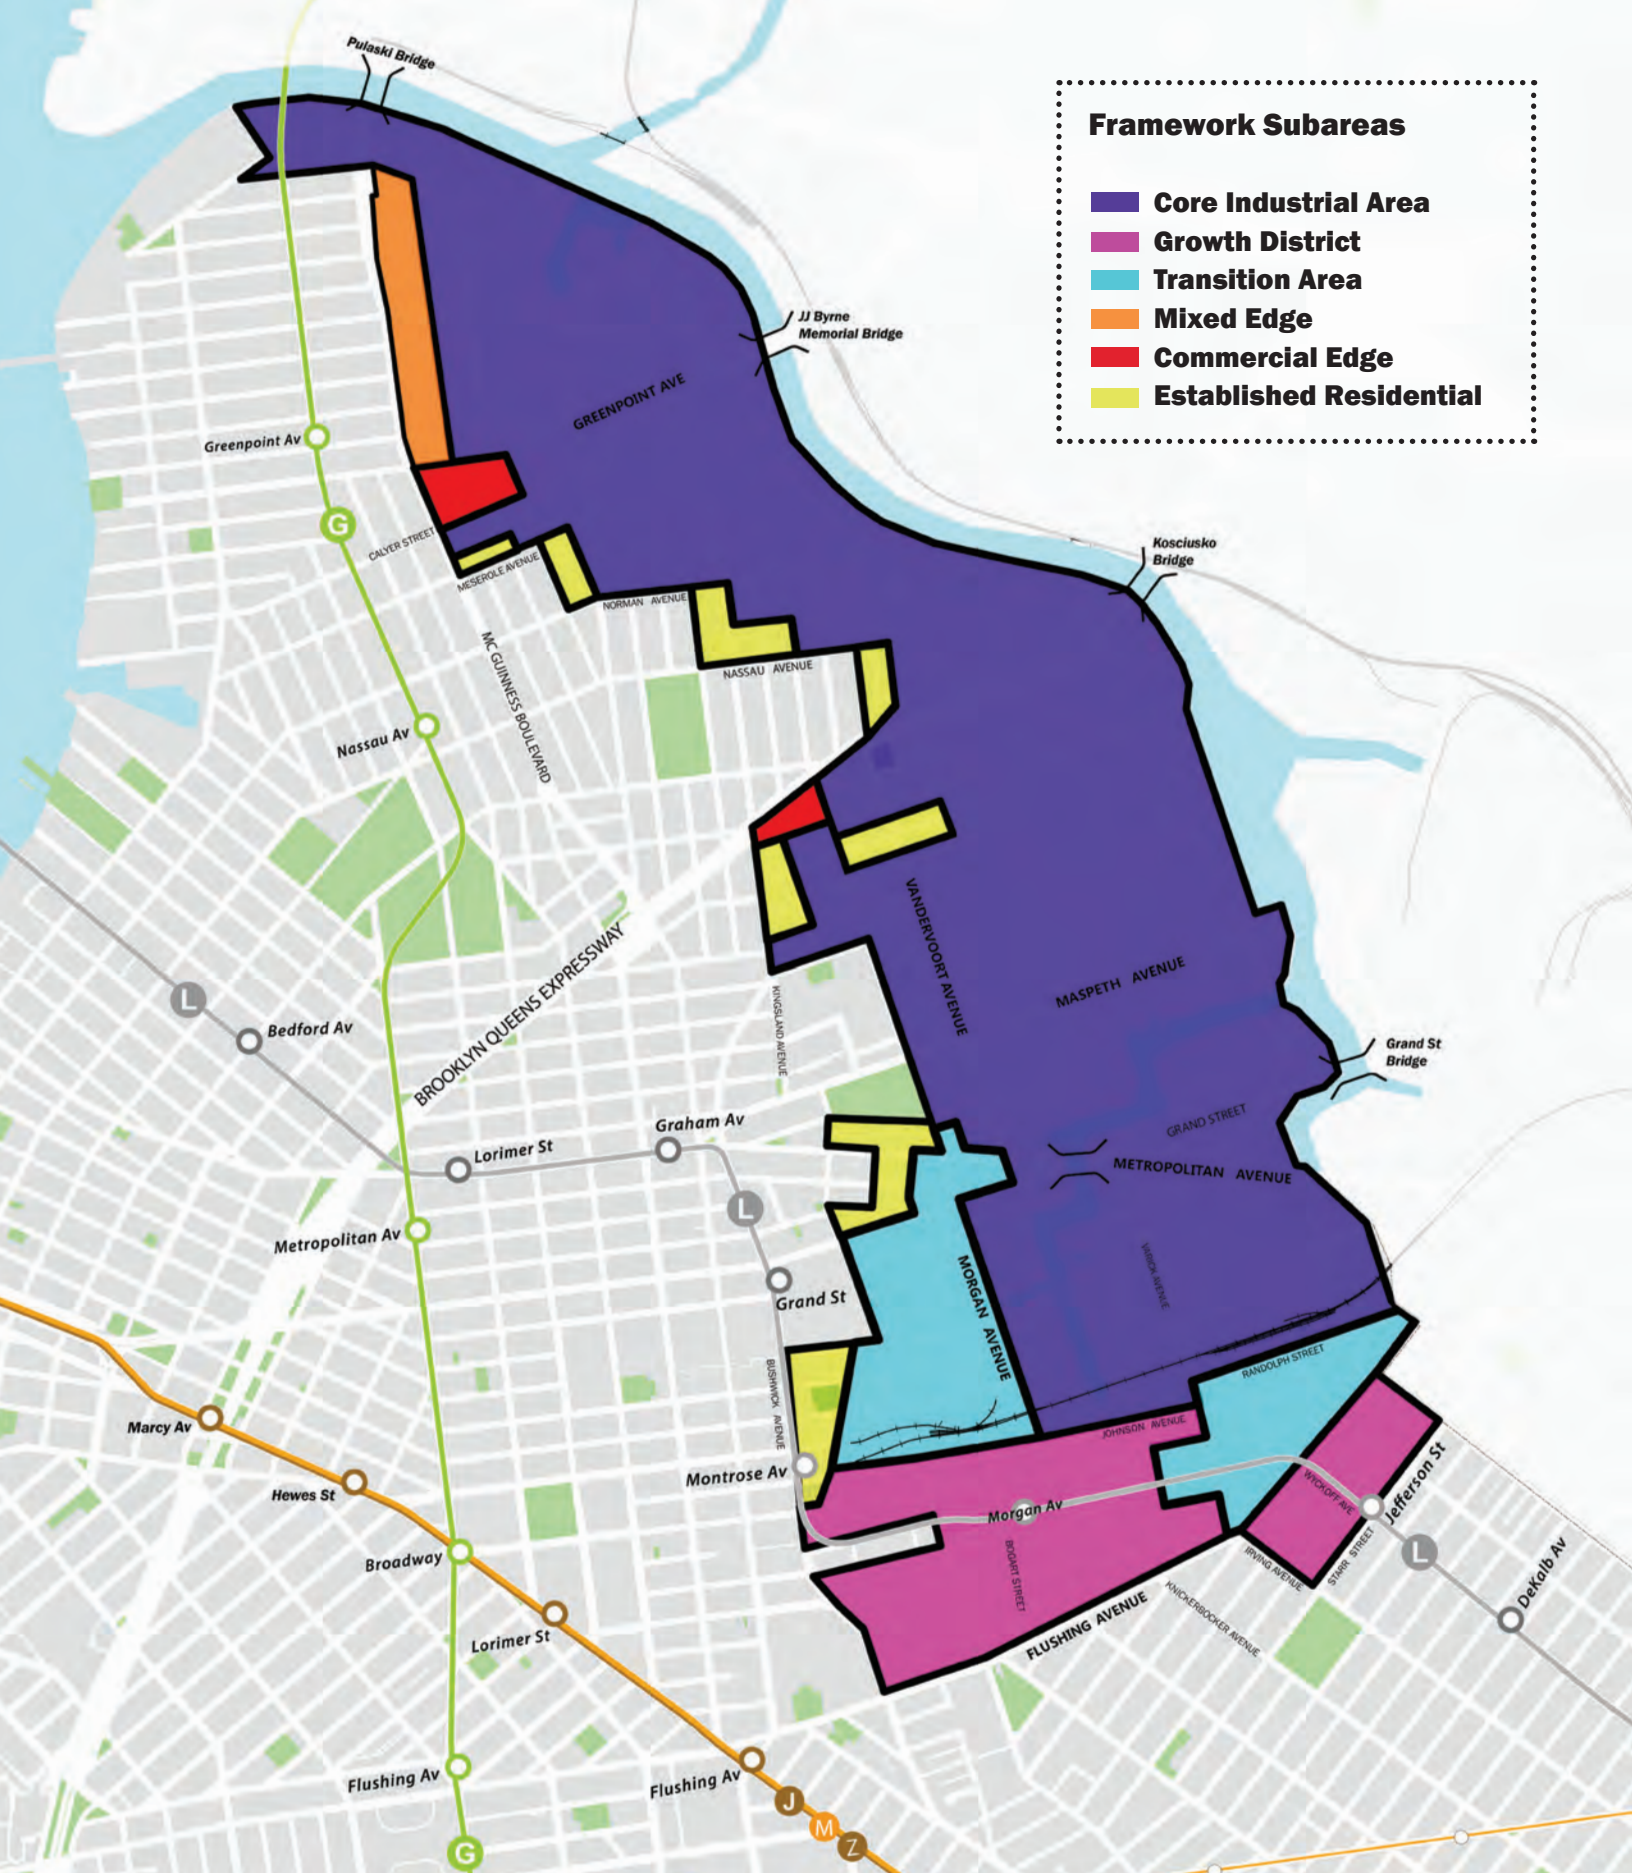 Pulaski Bridge
Framework Subareas
Core Industrial Area
Growth District
Transition Area
Mixed Edge
Commercial Edge
Established Residential
JJ Byrne
Memorial Bridge
GREENPOINT AVE
Greenpoint Av
G
CALYER STREET
MESEROLE AVENUE
Kosciusko
Bridge
NORMAN AVENUE
MC GUINNESS BOULEVARD
NASSAU AVENUE
Nassau Av
VANDERVOORT AVENUE
BROOKLYN QUEENS EXPRESSWAY
MASPETH AVENUE
L
Bedford Av
KINGSLAND AVENUE
Grand St
Bridge
GRAND STREET
Graham Av
Lorimer St
METROPOLITAN AVENUE
L
Metropolitan Av
VARICK AVENUE
MORGAN AVENUE
Grand St
RANDOLPH STREET
BUSHWICK AVENUE
JOHNSON AVENUE
Marcy Av
Montrose Av
Jefferson St
WYCKOFF AVE
Hewes St
Morgan Av
BOGART STREET
Broadway
IRVING AVENUE
STARR STREET
L
DeKalb Av
KNICKERBOCKER AVENUE
FLUSHING AVENUE
Lorimer St
Flushing Av
Flushing Av
J
M
Z
G